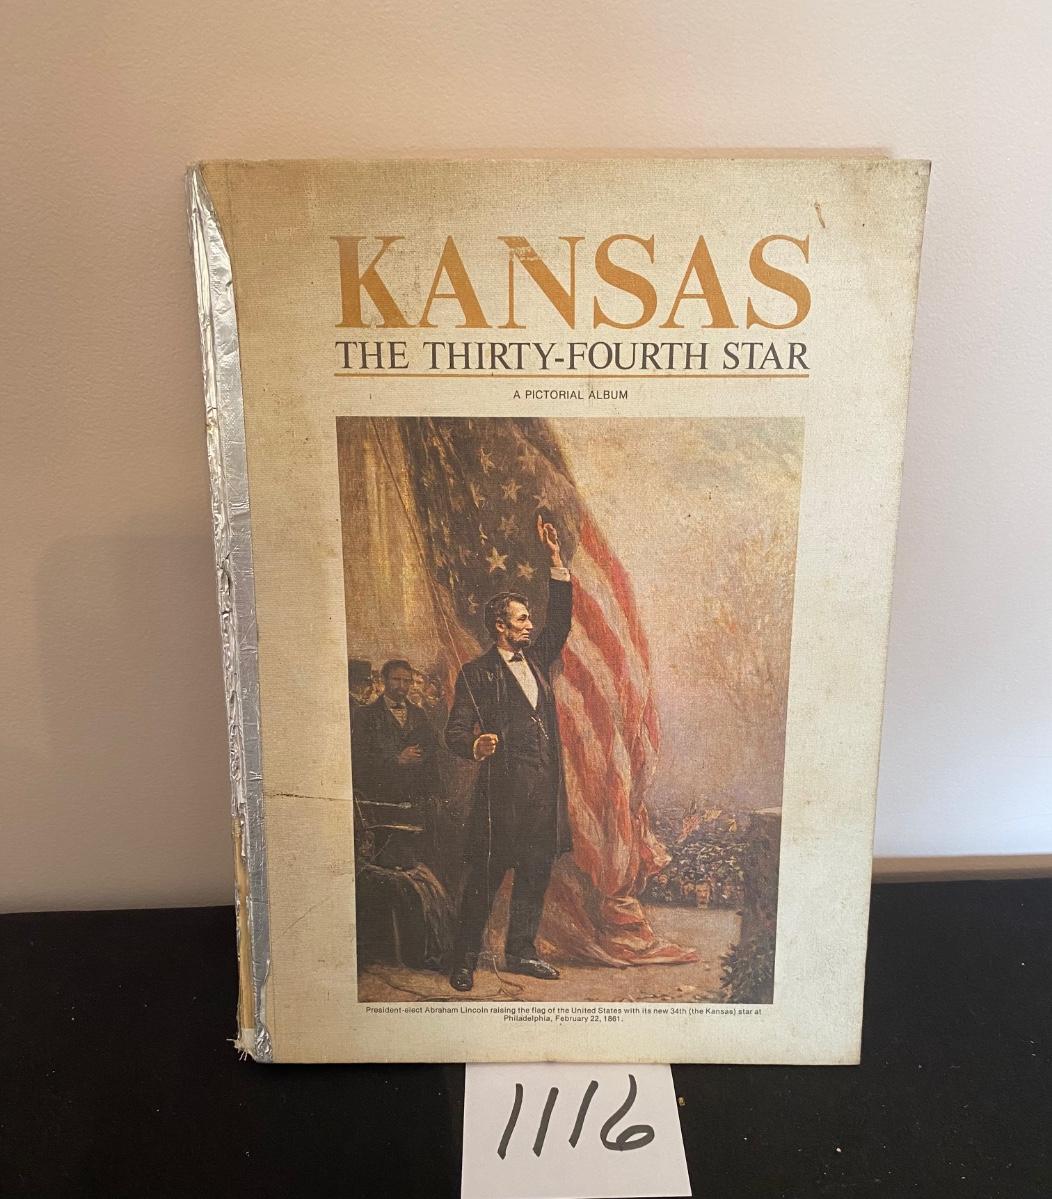 KANSAS
THE THIRTY-FOURTH STAR
A PICTORIAL ALBUM
President-elect Abraham Lincoln raising the flag of the United States with its new 34th (the Kansas) star at
Philadelphia, February 22, 1861.
1116